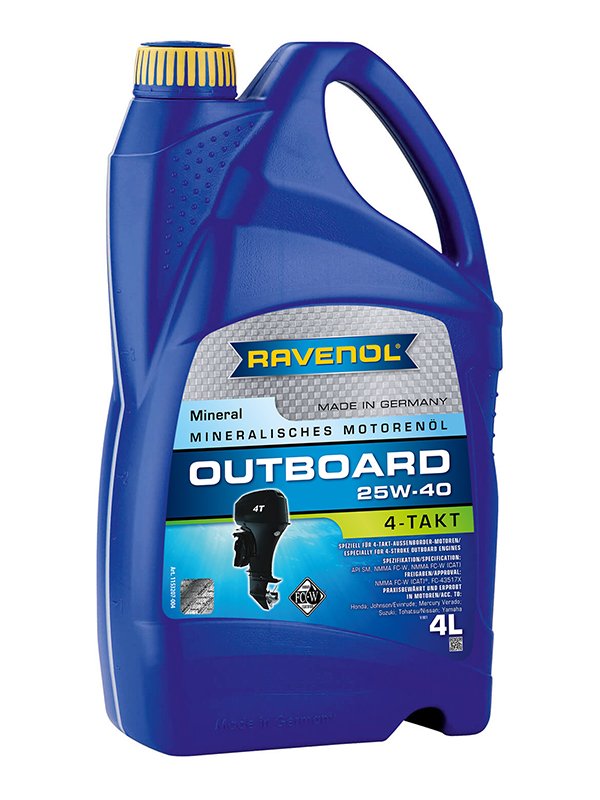 RAVENOL®
Mineral
MADE IN GERMANY
MINERALISCHES MOTORENÖL
OUTBOARD
25W-40
4-TAKT
4T
SPEZIELL FÜR 4-TAKT-AUSSENBORDER-MOTOREN/
ESPECIALLY FOR 4-STROKE OUTBOARD ENGINES
SPEZIFIKATION/SPECIFICATION:
API SM, NMMA FC-W, NMMA FC-W (CAT)
FREIGABEN/APPROVAL:
NMMA FC-W (CAT)®, FC-43517X
PRAXISBEWÄHRT UND ERPROBT
IN MOTOREN/ACC. TO:
Honda, Johnson/Evinrude, Mercury Verado,
Suzuki, Tohatsu/Nissan, Yamaha
FC-W
4L
Made in Germany